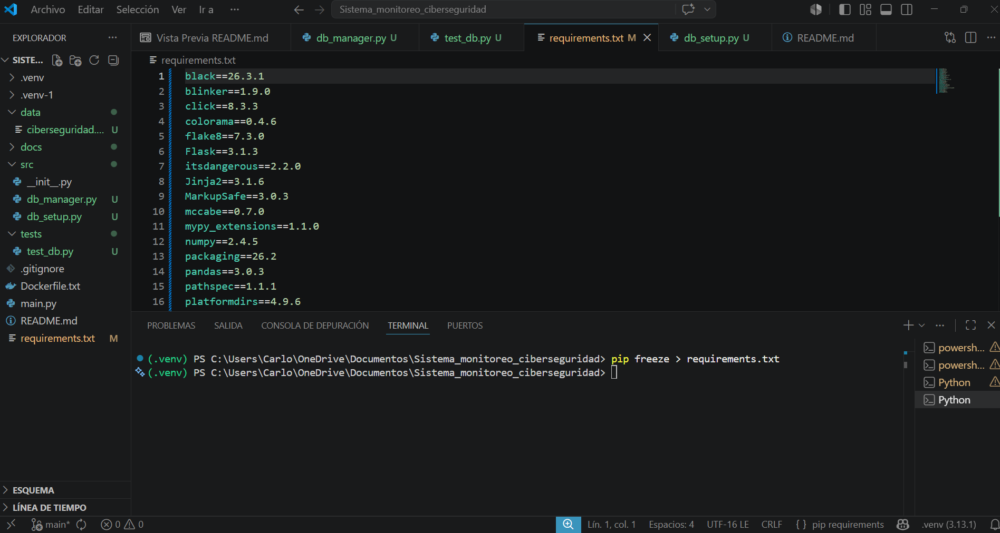 Archivo Editar Selección Ver Ir a ···
Sistema_monitoreo_ciberseguridad
EXPLORADOR ···
Vista Previa README.md
db_manager.py U
test_db.py U
requirements.txt M
db_setup.py U
README.md
SISTE...
.venv
.venv-1
data
ciberseguridad.... U
docs
src
__init__.py
db_manager.py U
db_setup.py U
tests
test_db.py U
.gitignore
Dockerfile.txt
main.py
README.md
requirements.txt M
ESQUEMA
LÍNEA DE TIEMPO
requirements.txt
1 black==26.3.1
2 blinker==1.9.0
3 click==8.3.3
4 colorama==0.4.6
5 flake8==7.3.0
6 Flask==3.1.3
7 itsdangerous==2.2.0
8 Jinja2==3.1.6
9 MarkupSafe==3.0.3
10 mccabe==0.7.0
11 mypy_extensions==1.1.0
12 numpy==2.4.5
13 packaging==26.2
14 pandas==3.0.3
15 pathspec==1.1.1
16 platformdirs==4.9.6
PROBLEMAS SALIDA CONSOLA DE DEPURACIÓN TERMINAL PUERTOS
(.venv) PS C:\Users\Carlo\OneDrive\Documentos\Sistema_monitoreo_ciberseguridad> pip freeze > requirements.txt
(.venv) PS C:\Users\Carlo\OneDrive\Documentos\Sistema_monitoreo_ciberseguridad>
powersh...
powersh...
Python
Python
main* 0 0
Lín. 1, col. 1 Espacios: 4 UTF-16 LE CRLF { } pip requirements .venv (3.13.1)